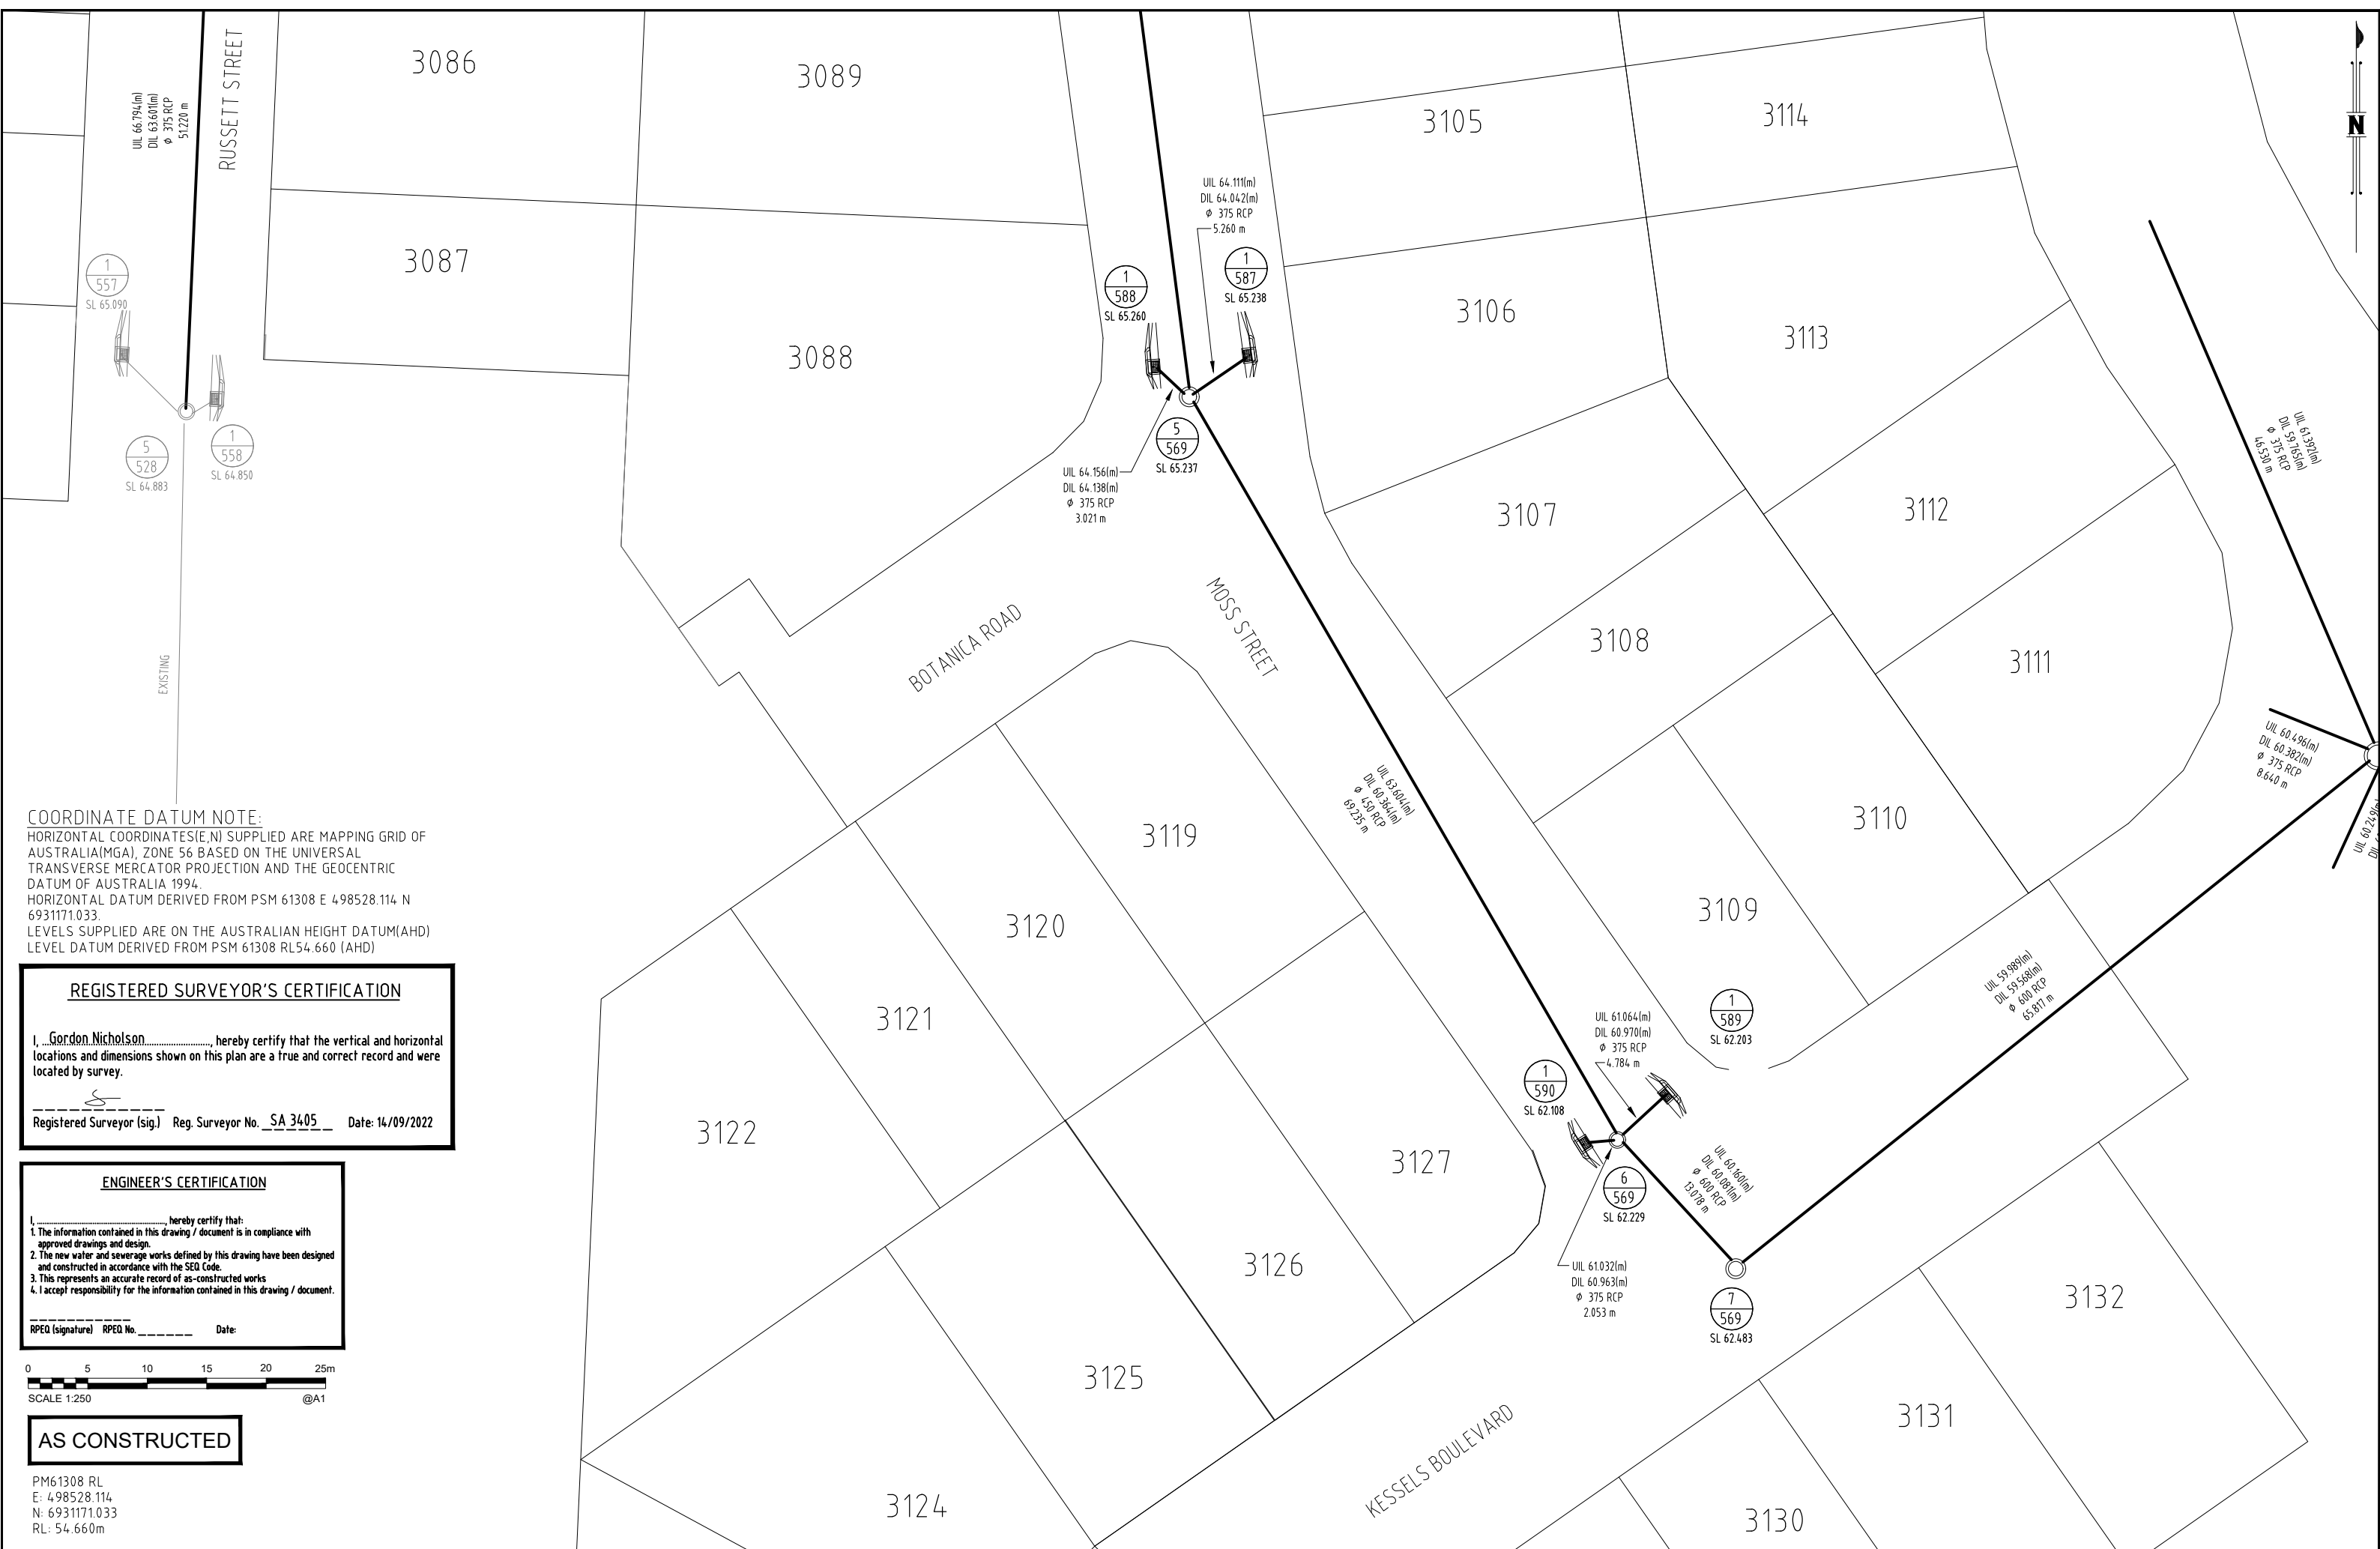 UIL 66.794(m)
DIL 63.601(m)
φ 375 RCP
51.220 m
RUSSETT STREET
3086
3089
3105
3114
N
UIL 64.111(m)
DIL 64.042(m)
φ 375 RCP
5.260 m
3087
1
557
SL 65.090
1
588
SL 65.260
1
587
SL 65.238
3106
3113
3088
5
528
SL 64.883
1
558
SL 64.850
5
569
SL 65.237
UIL 64.156(m)
DIL 64.138(m)
φ 375 RCP
3.021 m
UIL 61.392(m)
DIL 59.765(m)
φ 375 RCP
46.530 m
3107
3112
MOSS STREET
BOTANICA ROAD
3108
3111
EXISTING
UIL 60.496(m)
DIL 60.382(m)
φ 375 RCP
8.640 m
UIL 60.249(m)
UIL 63.604(m)
DIL 60.364(m)
φ 450 RCP
69.235 m
3119
3110
3120
3109
COORDINATE DATUM NOTE:
HORIZONTAL COORDINATES(E,N) SUPPLIED ARE MAPPING GRID OF
AUSTRALIA(MGA), ZONE 56 BASED ON THE UNIVERSAL
TRANSVERSE MERCATOR PROJECTION AND THE GEOCENTRIC
DATUM OF AUSTRALIA 1994.
HORIZONTAL DATUM DERIVED FROM PSM 61308 E 498528.114 N
6931171.033.
LEVELS SUPPLIED ARE ON THE AUSTRALIAN HEIGHT DATUM(AHD)
LEVEL DATUM DERIVED FROM PSM 61308 RL54.660 (AHD)
REGISTERED SURVEYOR'S CERTIFICATION
I, Gordon Nicholson, hereby certify that the vertical and horizontal
locations and dimensions shown on this plan are a true and correct record and were
located by survey.
Registered Surveyor (sig.) Reg. Surveyor No. SA 3405 Date: 14/09/2022
3121
3122
UIL 59.989(m)
DIL 59.568(m)
φ 600 RCP
65.817 m
1
589
SL 62.203
UIL 61.064(m)
DIL 60.970(m)
φ 375 RCP
4.784 m
1
590
SL 62.108
3127
6
569
SL 62.229
UIL 60.160(m)
DIL 60.081(m)
φ 600 RCP
13.078 m
3126
UIL 61.032(m)
DIL 60.963(m)
φ 375 RCP
2.053 m
7
569
SL 62.483
3132
ENGINEER'S CERTIFICATION
I, ........, hereby certify that:
1. The information contained in this drawing / document is in compliance with
approved drawings and design.
2. The new water and sewerage works defined by this drawing have been designed
and constructed in accordance with the SEQ Code.
3. This represents an accurate record of as-constructed works
4. I accept responsibility for the information contained in this drawing / document.
RPEQ (signature) RPEQ No. ______ Date:
0 5 10 15 20 25m
SCALE 1:250 @A1
AS CONSTRUCTED
PM61308 RL
E: 498528.114
N: 6931171.033
RL: 54.660m
3125
3131
KESSELS BOULEVARD
3124
3130